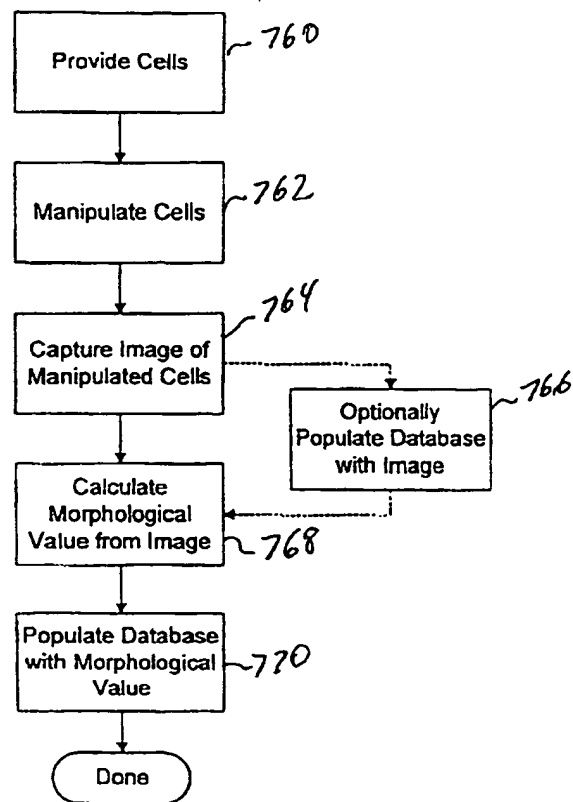 Provide Cells
760
Manipulate Cells
762
764
Capture Image of
Manipulated Cells
766
Optionally
Populate Database
with Image
Calculate
Morphological
Value from Image
768
Populate Database
with Morphological
Value
770
Done